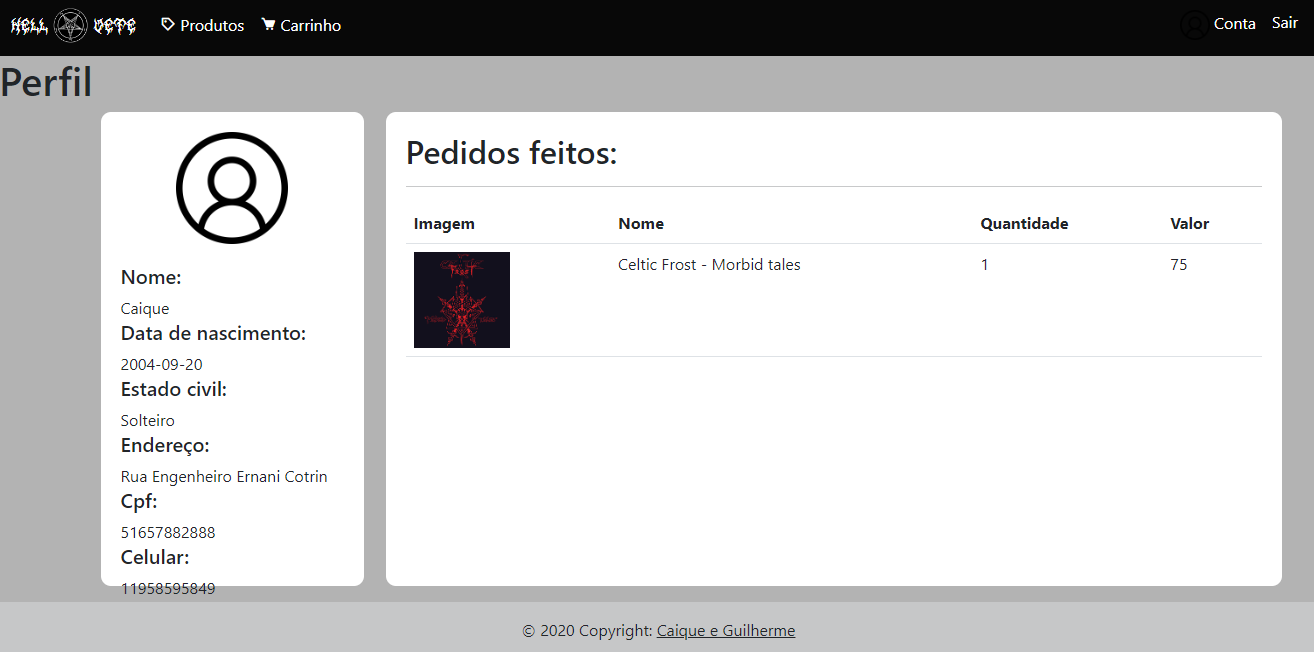 HELL VETE Produtos Carrinho Conta Sair
Perfil
Nome:
Caique
Data de nascimento:
2004-09-20
Estado civil:
Solteiro
Endereço:
Rua Engenheiro Ernani Cotrin
Cpf:
51657882888
Celular:
11958595849
Pedidos feitos:
Imagem Nome Quantidade Valor
Celtic Frost - Morbid tales 1 75
© 2020 Copyright: Caique e Guilherme